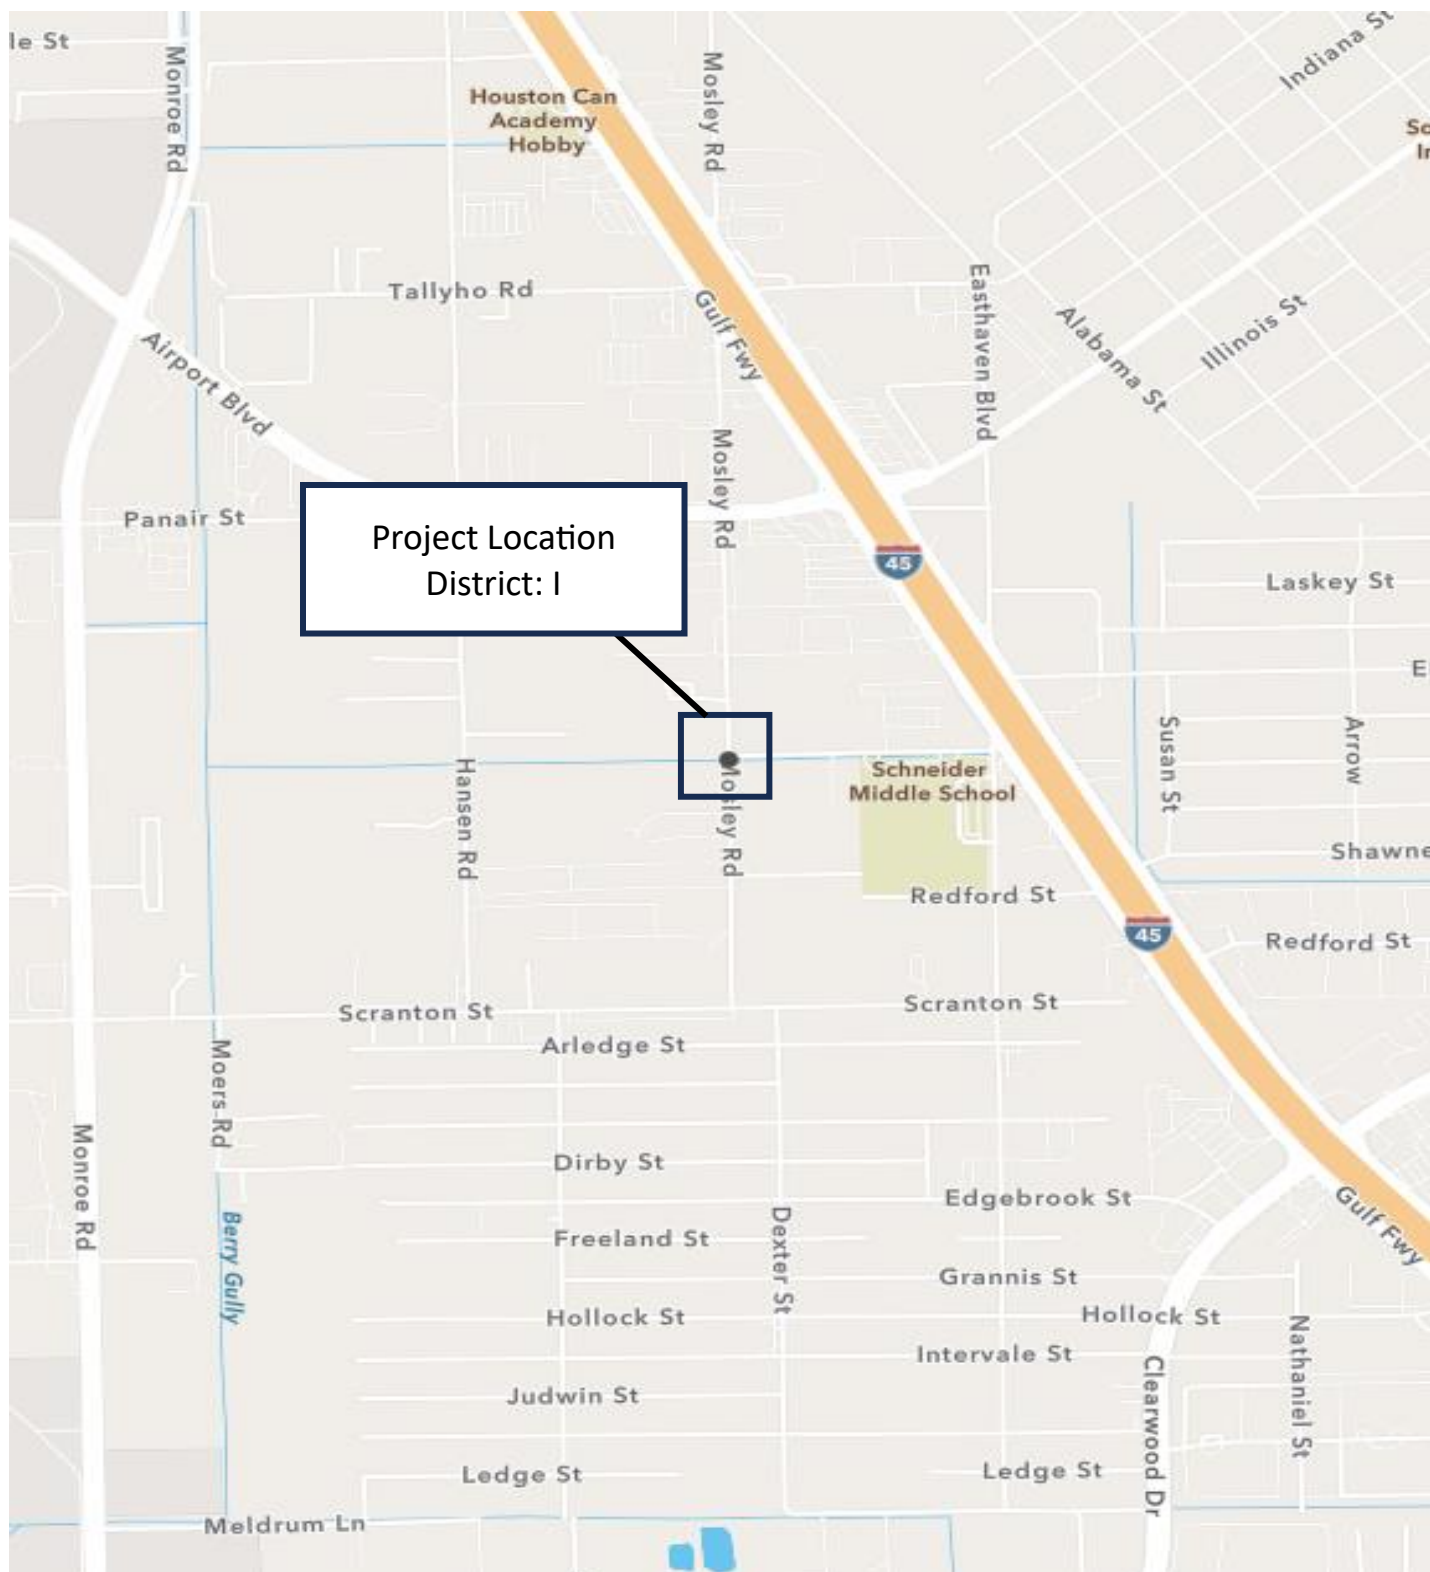 le St
Monroe Rd
Houston Can
Academy
Hobby
Mosley Rd
Indiana St
Sc
Ir
Tallyho Rd
Gulf Fwy
Easthaven Blvd
Alabama St
Illinois St
Airport Blvd
Mosley Rd
Panair St
Project Location
District: I
45
Laskey St
E
Susan St
Arrow
Hansen Rd
Mosley Rd
Schneider
Middle School
Shawne
Redford St
45
Redford St
Scranton St
Scranton St
Arledge St
Moers Rd
Monroe Rd
Dirby St
Edgebrook St
Gulf Fwy
Berry Gully
Freeland St
Dexter St
Grannis St
Hollock St
Hollock St
Nathaniel St
Intervale St
Clearwood Dr
Judwin St
Ledge St
Ledge St
Meldrum Ln